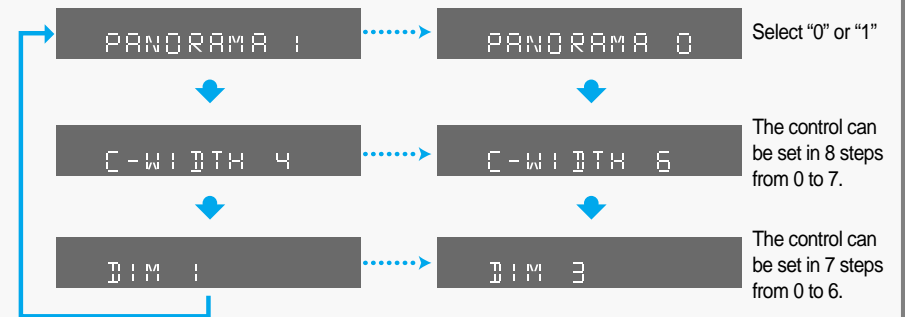 PANORAMA 1
PANORAMA 0
Select “0” or “1”
C-WIDTH 4
C-WIDTH 6
The control can
be set in 8 steps
from 0 to 7.
DIM 1
DIM 3
The control can
be set in 7 steps
from 0 to 6.